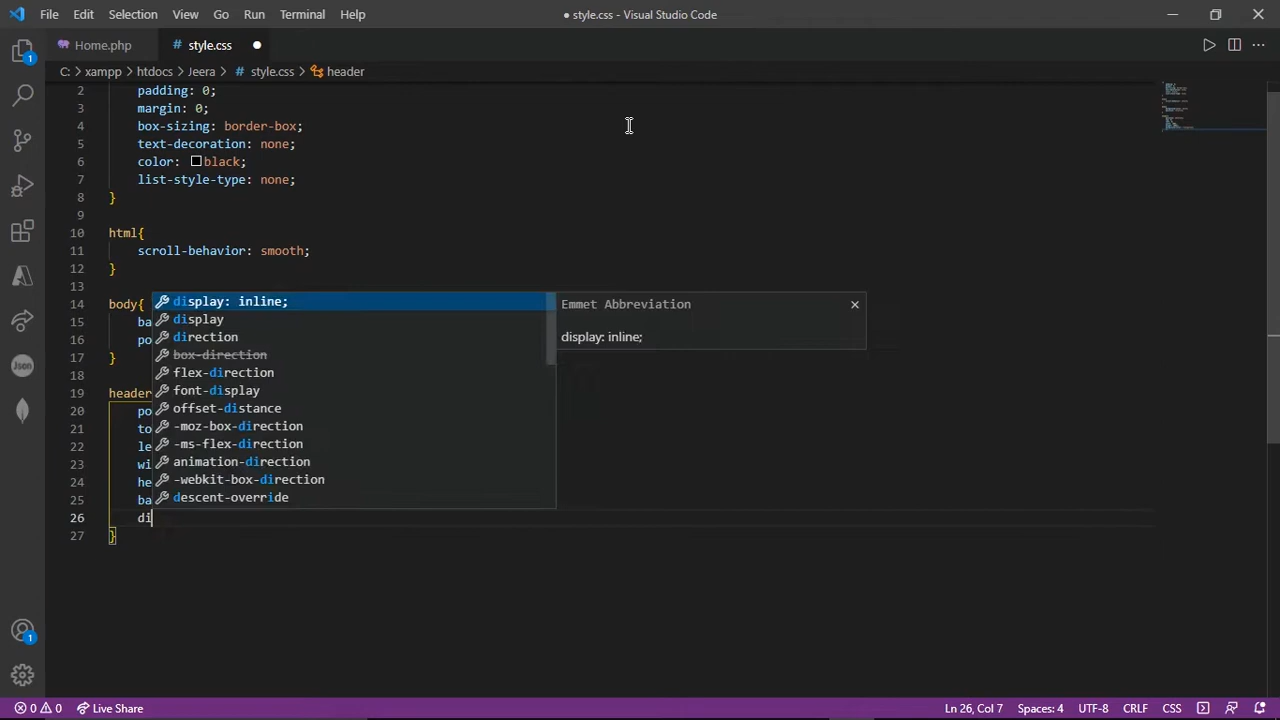 File Edit Selection View Go Run Terminal Help
● style.css - Visual Studio Code
Home.php # style.css ●
C: > xampp > htdocs > Jeera > # style.css > header
2 padding: 0;
3 margin: 0;
4 box-sizing: border-box;
5 text-decoration: none;
6 color: black;
7 list-style-type: none;
8 }
9
10 html{
11 scroll-behavior: smooth;
12 }
13
14 body{
15 ba
16 po
17 }
18
19 header
20 po
21 to
22 le
23 wi
24 he
25 ba
26 di
27 }
display: inline;
display
direction
box-direction
flex-direction
font-display
offset-distance
-moz-box-direction
-ms-flex-direction
animation-direction
-webkit-box-direction
descent-override
Emmet Abbreviation
display: inline;
1
Json
1
0 0 Live Share
Ln 26, Col 7 Spaces: 4 UTF-8 CRLF CSS